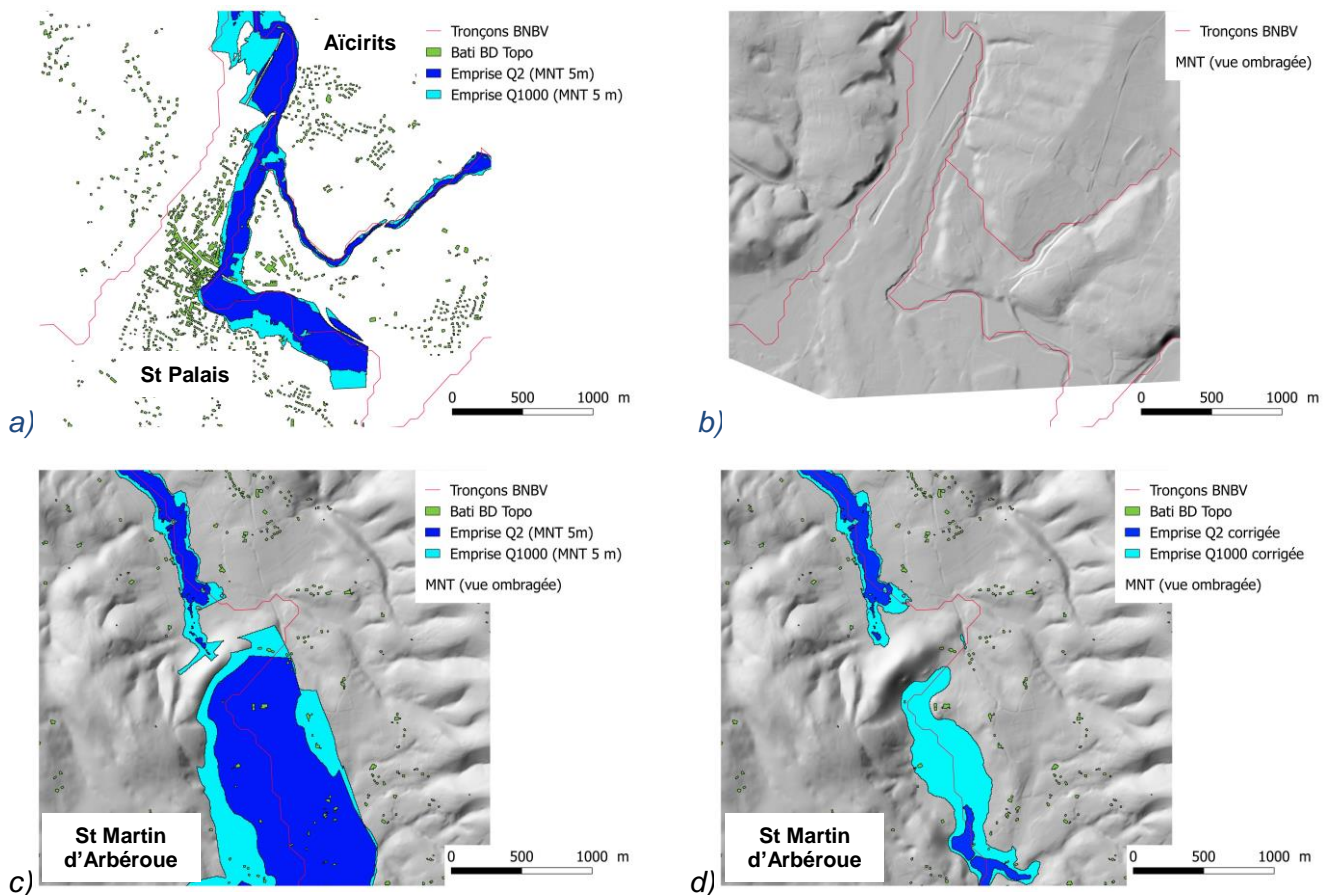 Aïcirits
Tronçons BNBV
Bati BD Topo
Emprise Q2 (MNT 5m)
Emprise Q1000 (MNT 5 m)
St Palais
0 500 1000 m
a)
Tronçons BNBV
MNT (vue ombragée)
0 500 1000 m
b)
Tronçons BNBV
Bati BD Topo
Emprise Q2 (MNT 5m)
Emprise Q1000 (MNT 5 m)
MNT (vue ombragée)
St Martin
d'Arbéroue
0 500 1000 m
c)
Tronçons BNBV
Bati BD Topo
Emprise Q2 corrigée
Emprise Q1000 corrigée
MNT (vue ombragée)
St Martin
d'Arbéroue
0 500 1000 m
d)